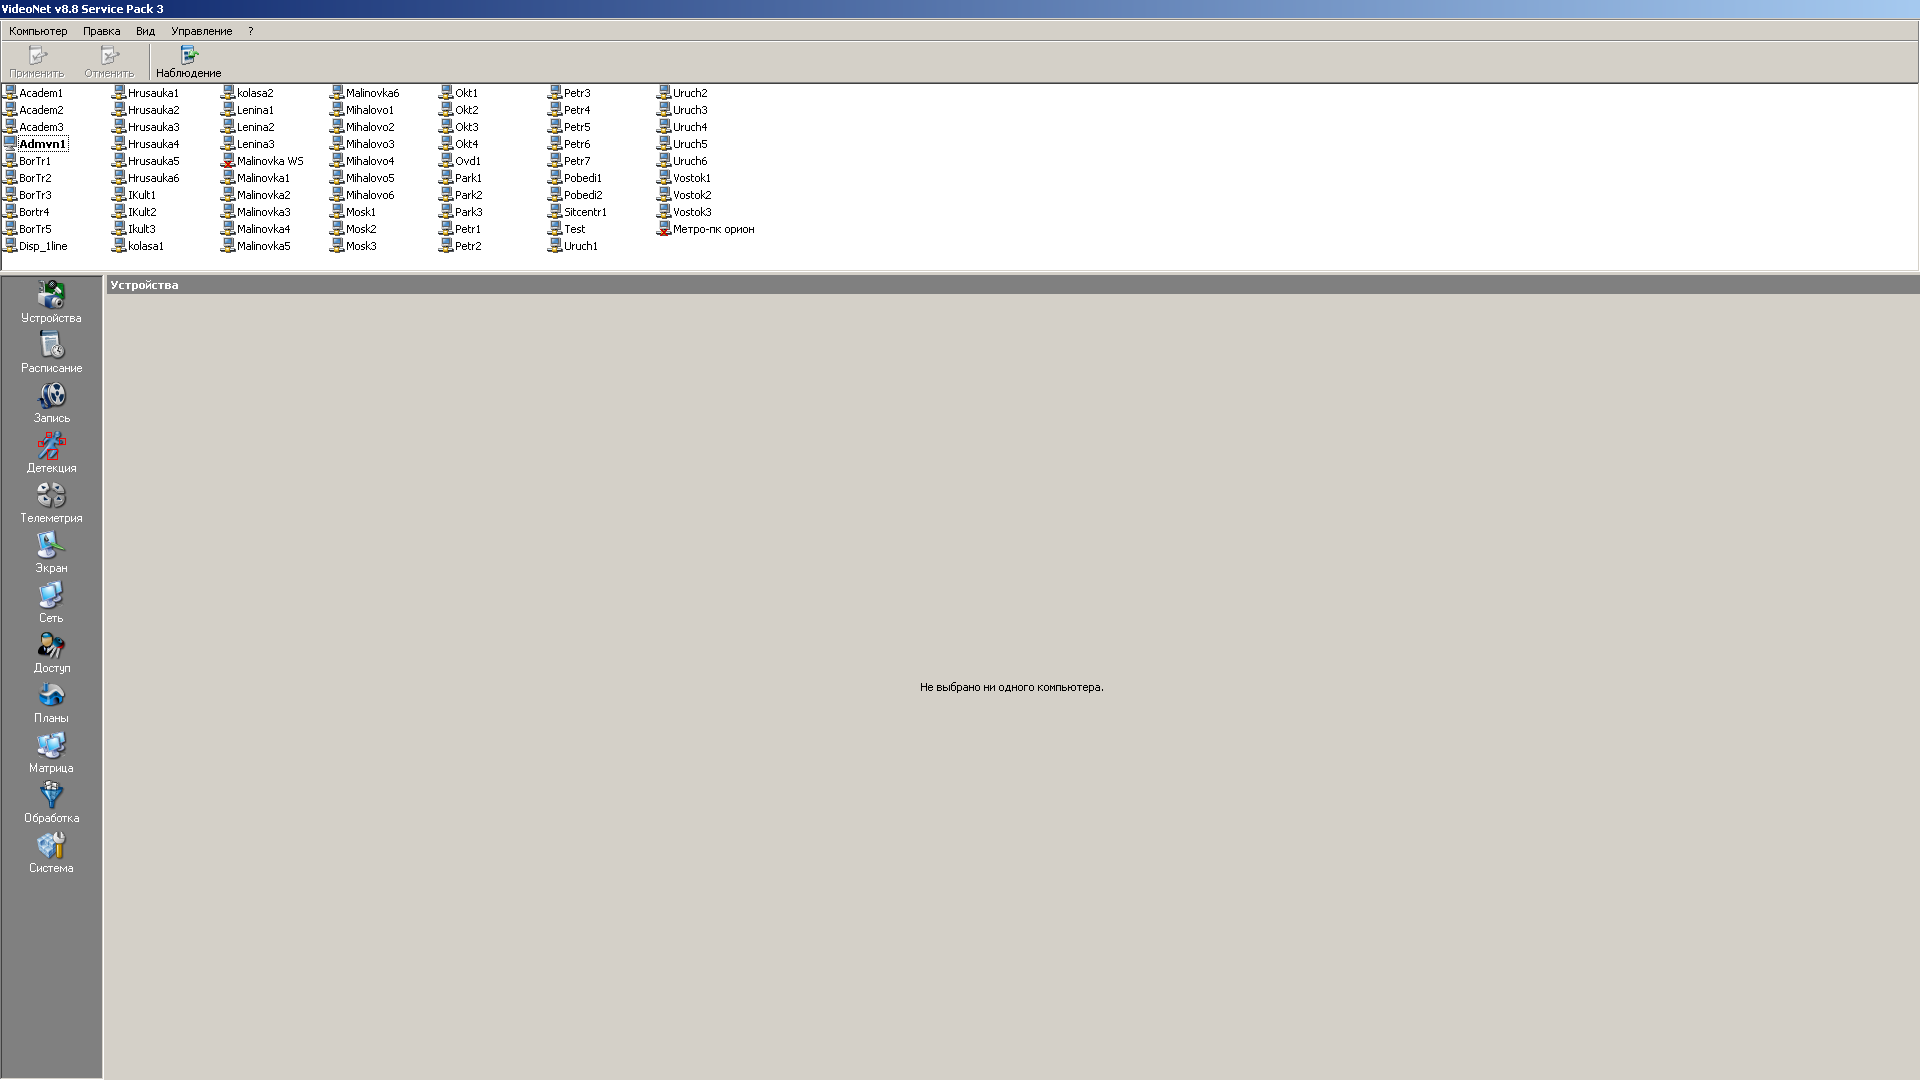 VideoNet v8.8 Service Pack 3
Компьютер Правка Вид Управление ?
Применить Отменить Наблюдение
Academ1 Hrusauka1 kolasa2 Malinovka6 Okt1 Petr3 Uruch2
Academ2 Hrusauka2 Lenina1 Mihalovo1 Okt2 Petr4 Uruch3
Academ3 Hrusauka3 Lenina2 Mihalovo2 Okt3 Petr5 Uruch4
Admvn1 Hrusauka4 Lenina3 Mihalovo3 Okt4 Petr6 Uruch5
BorTr1 Hrusauka5 Malinovka WS Mihalovo4 Ovd1 Petr7 Uruch6
BorTr2 Hrusauka6 Malinovka1 Mihalovo5 Park1 Pobedi1 Vostok1
BorTr3 IKult1 Malinovka2 Mihalovo6 Park2 Pobedi2 Vostok2
Bortr4 IKult2 Malinovka3 Mosk1 Park3 Sitcentr1 Vostok3
BorTr5 Ikult3 Malinovka4 Mosk2 Petr1 Test Метро-пк орион
Disp_1line kolasa1 Malinovka5 Mosk3 Petr2 Uruch1
Устройства
Устройства
Расписание
Запись
Детекция
Телеметрия
Экран
Сеть
Доступ
Планы
Матрица
Обработка
Система
Не выбрано ни одного компьютера.